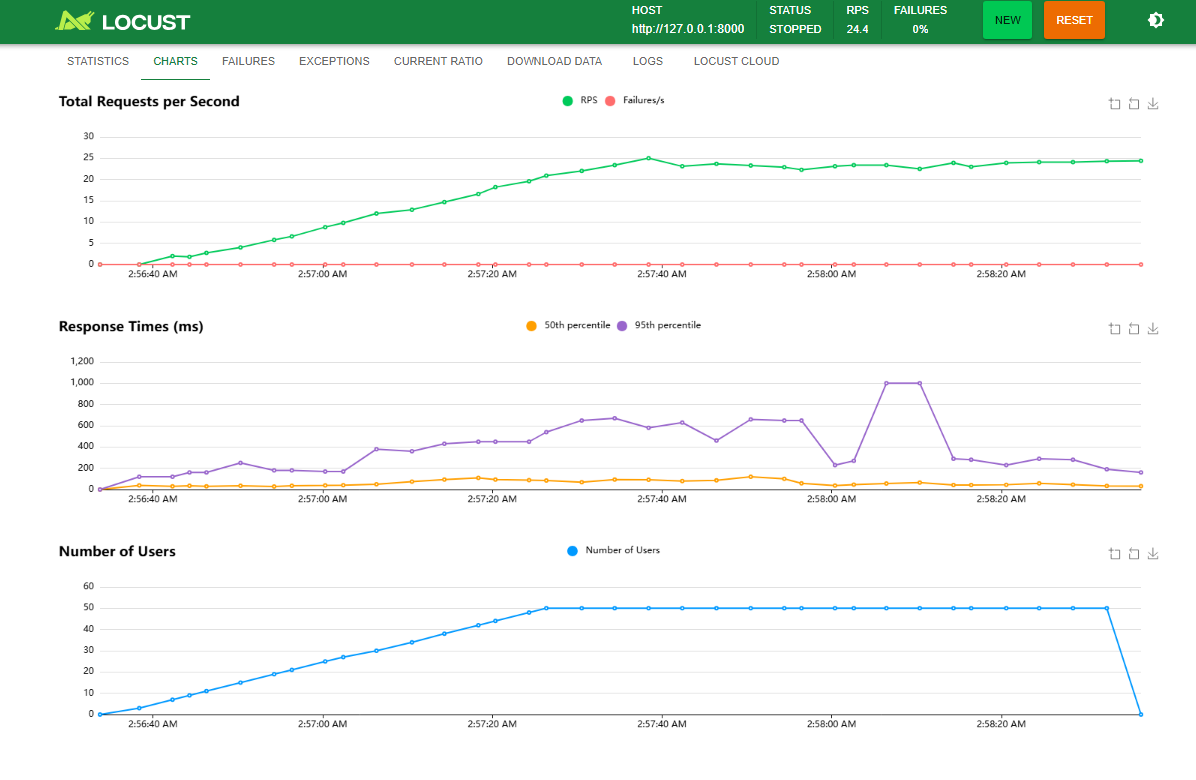 LOCUST
HOST
http://127.0.0.1:8000
STATUS
STOPPED
RPS
24.4
FAILURES
0%
NEW
RESET
STATISTICS CHARTS FAILURES EXCEPTIONS CURRENT RATIO DOWNLOAD DATA LOGS LOCUST CLOUD
Total Requests per Second
RPS Failures/s
30
25
20
15
10
5
0
2:56:40 AM 2:57:00 AM 2:57:20 AM 2:57:40 AM 2:58:00 AM 2:58:20 AM
Response Times (ms)
50th percentile 95th percentile
1,200
1,000
800
600
400
200
0
2:56:40 AM 2:57:00 AM 2:57:20 AM 2:57:40 AM 2:58:00 AM 2:58:20 AM
Number of Users
Number of Users
60
50
40
30
20
10
0
2:56:40 AM 2:57:00 AM 2:57:20 AM 2:57:40 AM 2:58:00 AM 2:58:20 AM